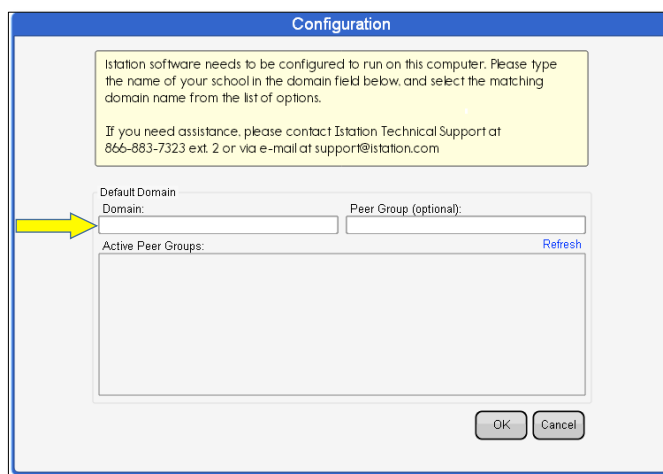 Configuration
Istation software needs to be configured to run on this computer. Please type
the name of your school in the domain field below, and select the matching
domain name from the list of options.
If you need assistance, please contact Istation Technical Support at
866-883-7323 ext. 2 or via e-mail at support@istation.com
Default Domain
Domain: Peer Group (optional):
Active Peer Groups: Refresh
OK Cancel